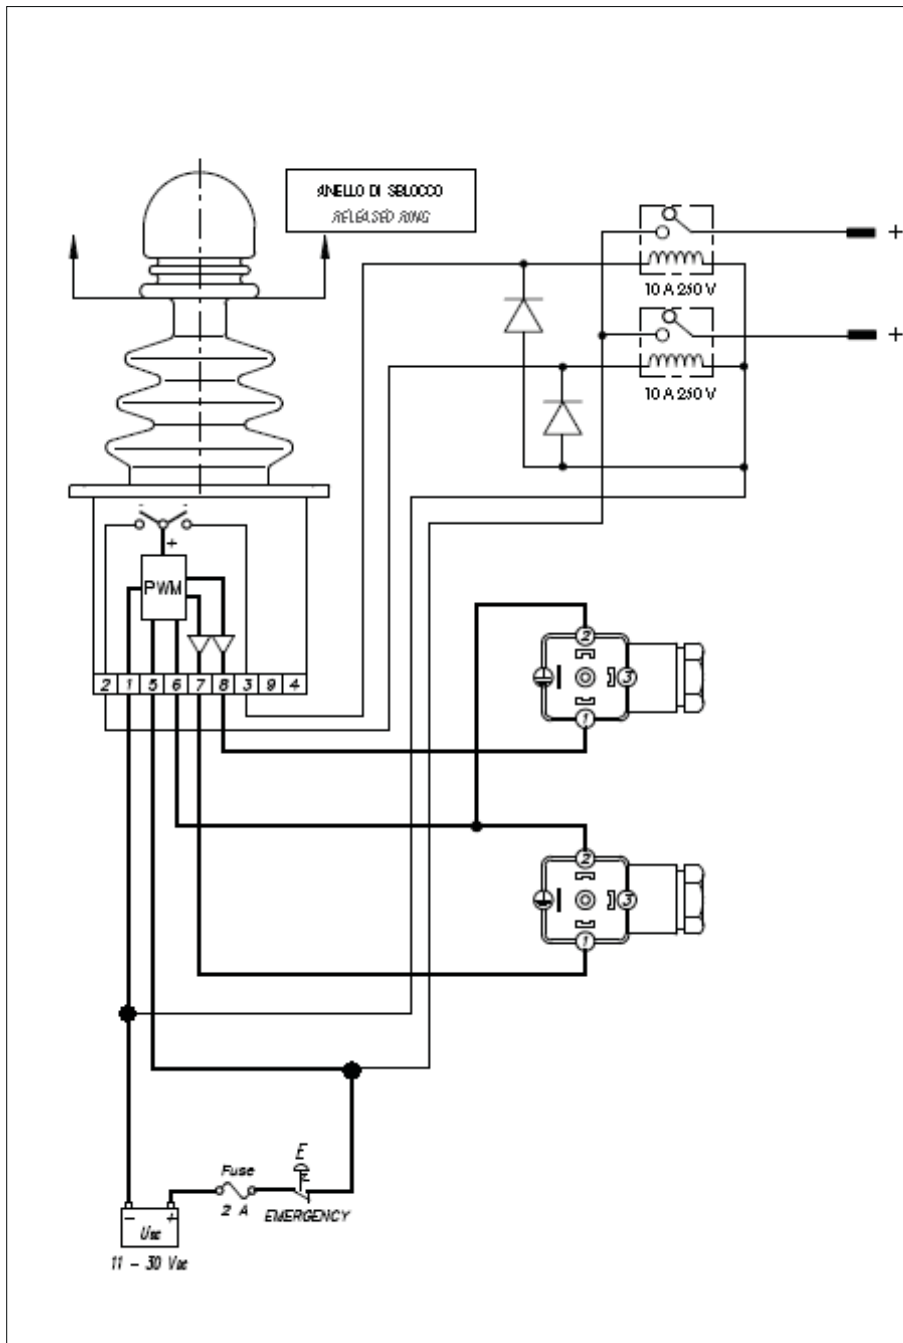 ANELLO DI SBLOCCO
RELEASED RING
+
10 A 250 V
+
10 A 250 V
- -
+
PWM
2 1 5 6 7 8 3 9 4
2
3
1
2
3
1
E
Fuse
2 A
EMERGENCY
- +
11 - 30 Vdc